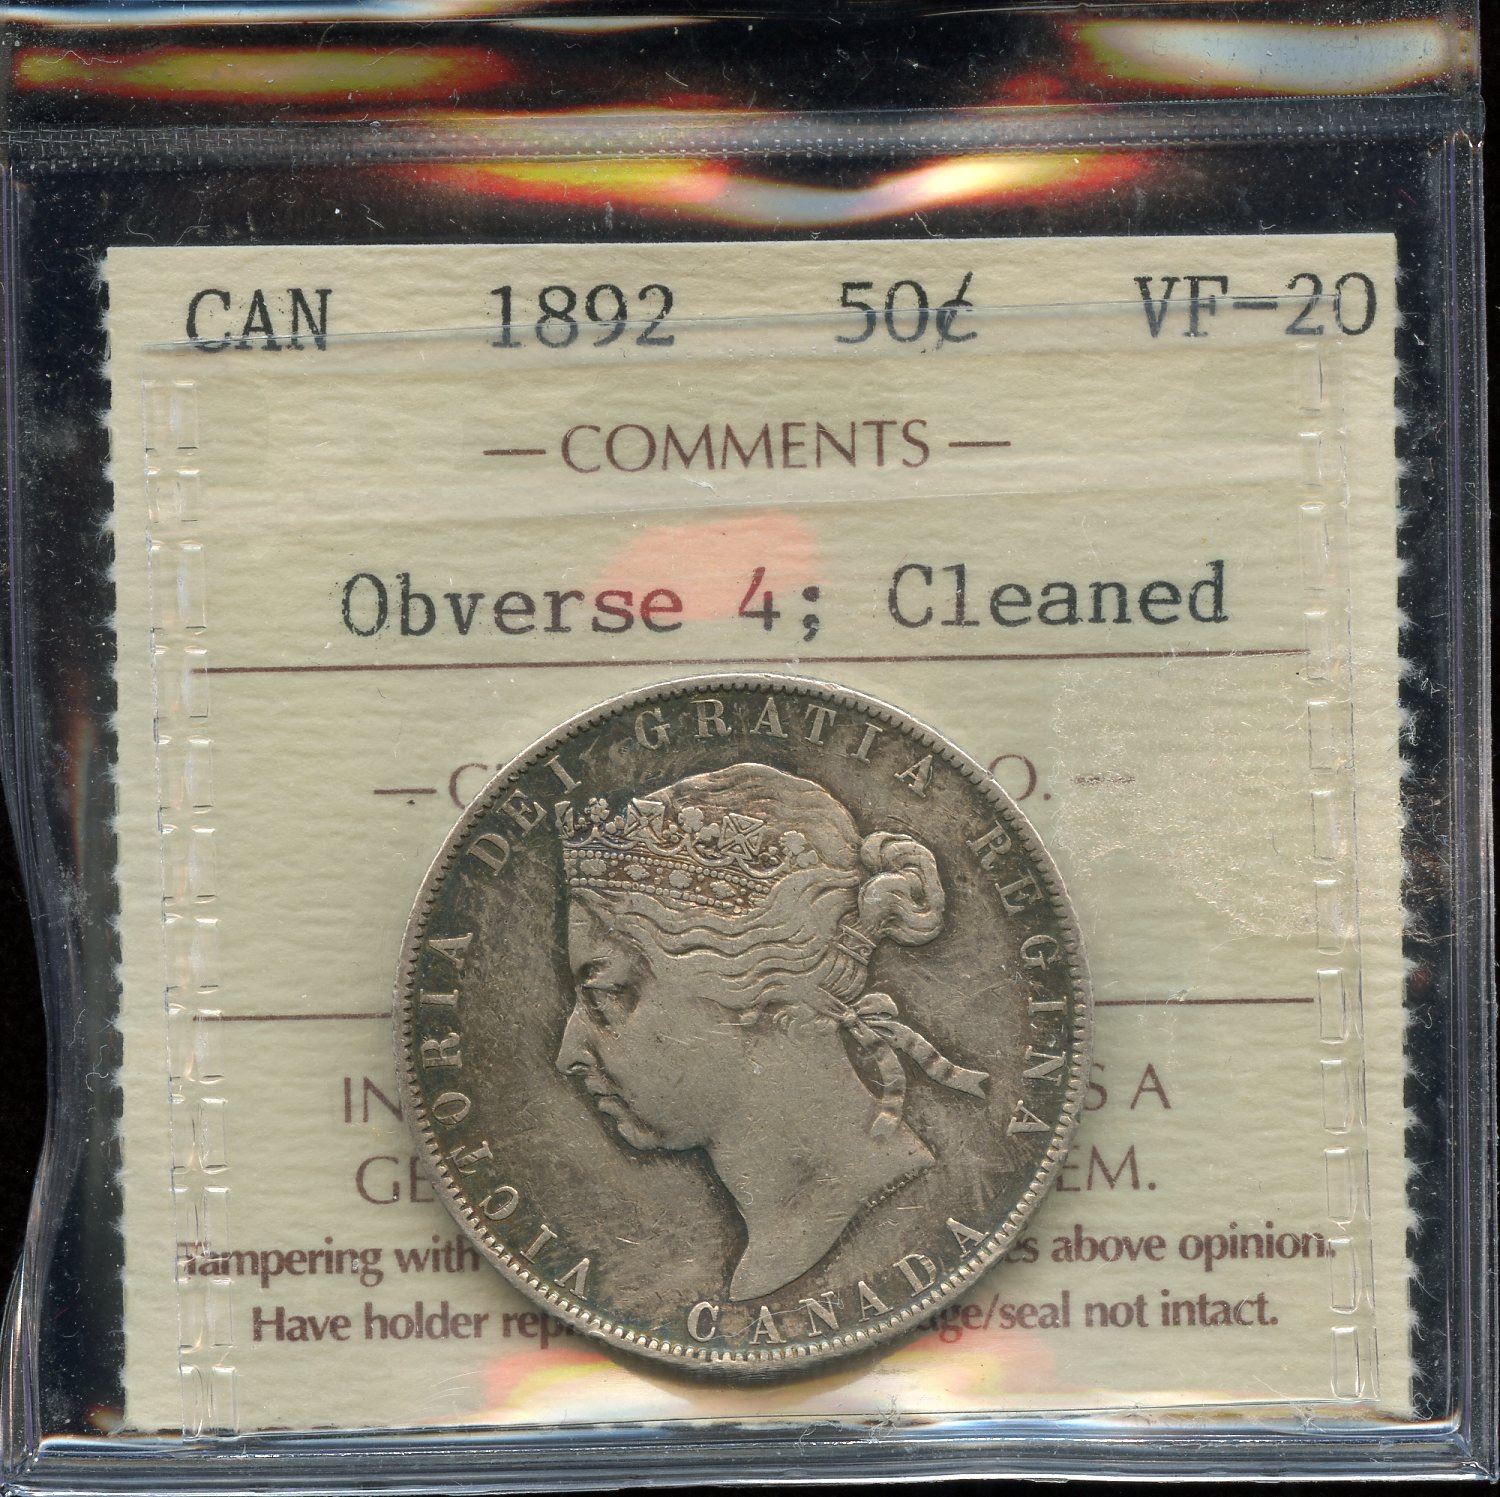 CAN 1892 50¢ VF-20
— COMMENTS —
Obverse 4; Cleaned
—C O. —
IN S A
GE EM.
Tampering with es above opinion.
Have holder rep ge/seal not intact.
VICTORIA DEI GRATIA REGINA
CANADA